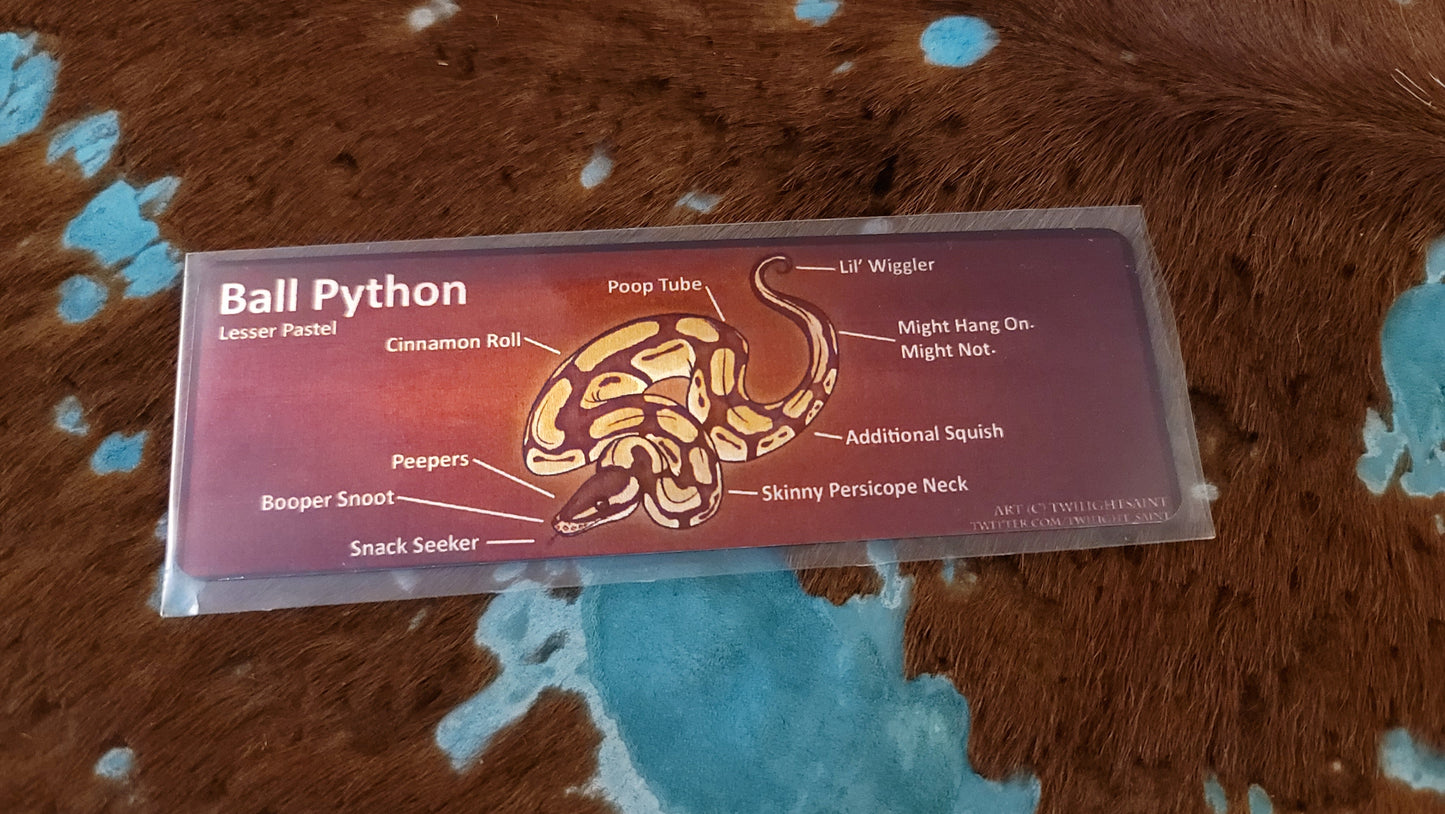 Ball Python
Lesser Pastel
Poop Tube
Lil' Wiggler
Cinnamon Roll
Might Hang On.
Might Not.
Additional Squish
Peepers
Skinny Persicope Neck
Booper Snoot
Snack Seeker
ART (C) TWILIGHTSAINT
TWITTER.COM/TWILIGHT_SAINT